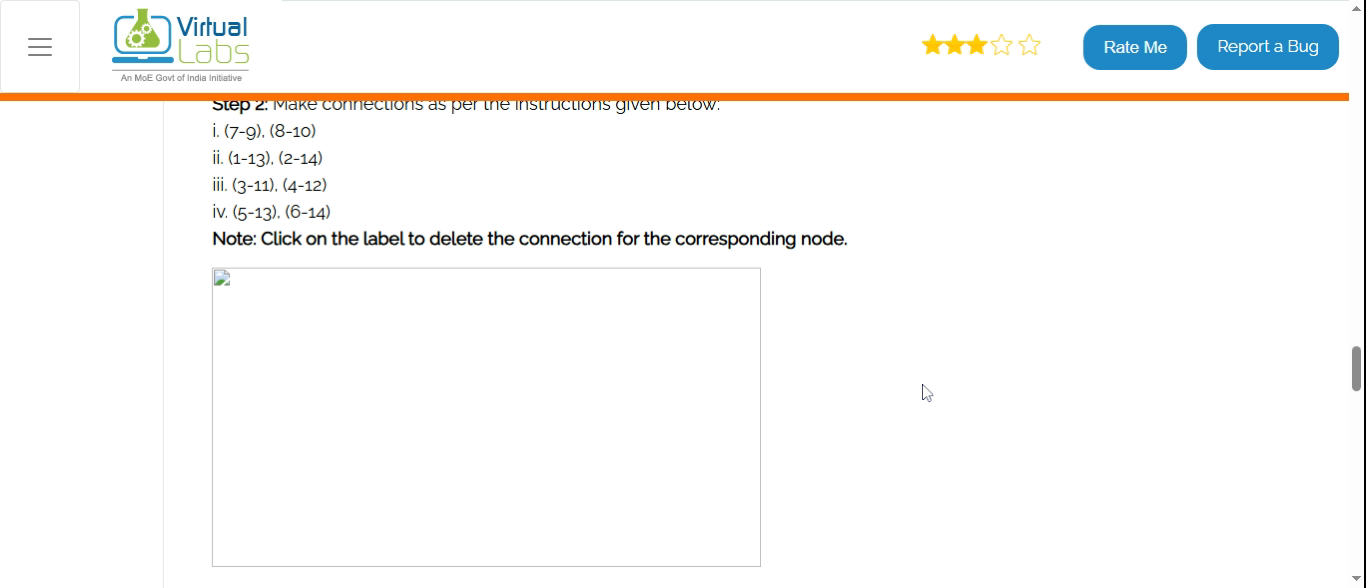 Virtual
Labs
An MoE Govt of India Initiative
Rate Me
Report a Bug
Step 2: Make connections as per the instructions given below:
i. (7-9), (8-10)
ii. (1-13), (2-14)
iii. (3-11), (4-12)
iv. (5-13), (6-14)
Note: Click on the label to delete the connection for the corresponding node.